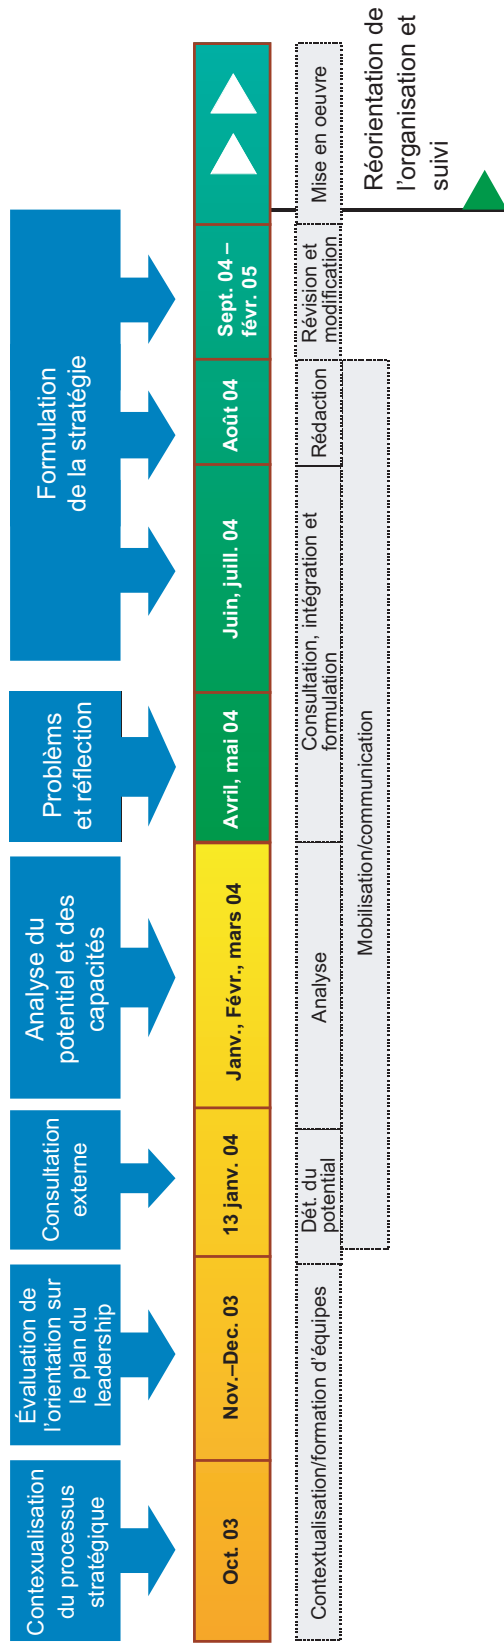 Contexualisation
du processus
stratégique
Évaluation de
l'orientation sur
le plan du
leadership
Consultation
externe
Analyse du
potentiel et des
capacités
Problèms
et réflection
Formulation
de la stratégie
Oct. 03
Nov.–Dec. 03
13 janv. 04
Janv., Févr., mars 04
Avril, mai 04
Juin, juill. 04
Août 04
Sept. 04 –
févr. 05
Contextualisation/formation d'équipes
Dét. du
potential
Analyse
Consultation, intégration et
formulation
Rédaction
Révision et
modification
Mise en oeuvre
Mobilisation/communication
Réorientation de
l'organisation et
suivi